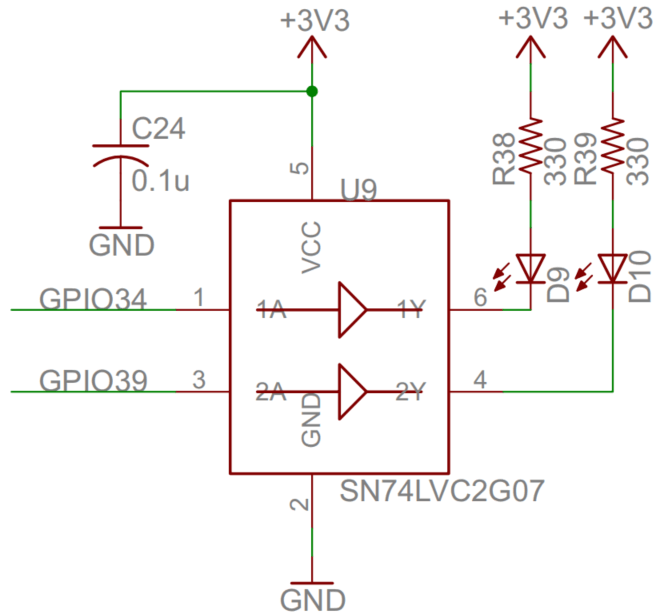 +3V3
+3V3
+3V3
C24
0.1u
GND
R38
330
R39
330
5
U9
VCC
D9
D10
GPIO34
1
1A
1Y
6
GPIO39
3
2A
2Y
4
GND
SN74LVC2G07
2
GND